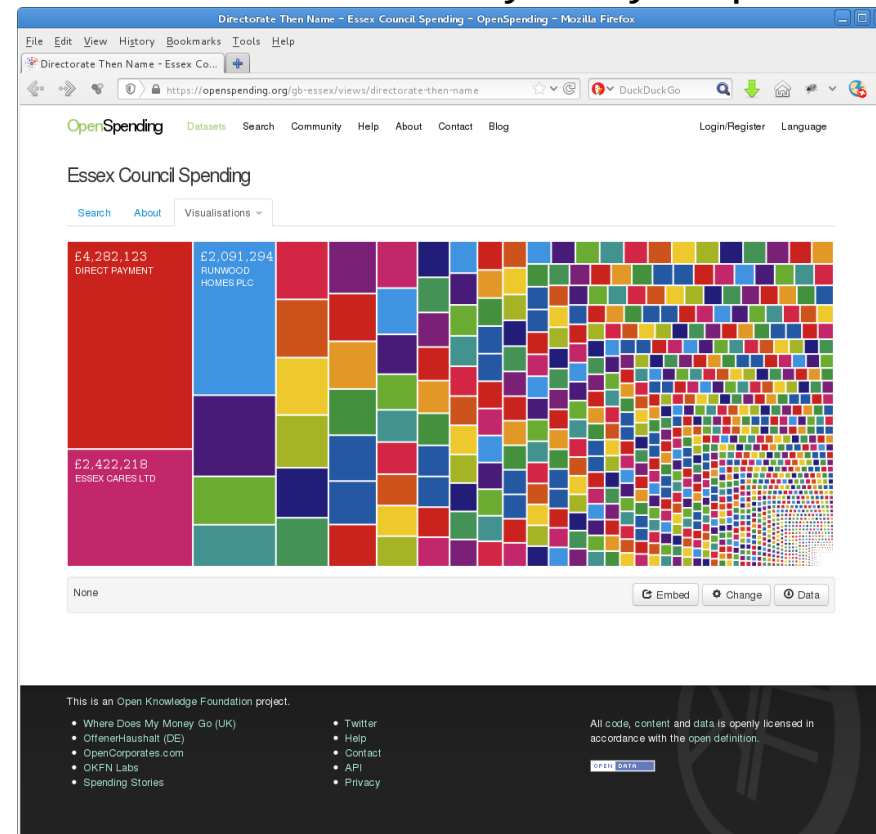 Directorate Then Name - Essex Council Spending - OpenSpending - Mozilla Firefox
File Edit View History Bookmarks Tools Help
Directorate Then Name - Essex Co...
https://openspending.org/gb-essex/views/directorate-then-name
DuckDuckGo
OpenSpending Datasets Search Community Help About Contact Blog Login/Register Language
Essex Council Spending
Search About Visualisations
£4,282,123
DIRECT PAYMENT
£2,091,294
RUNWOOD
HOMES PLC
£2,422,218
ESSEX CARES LTD
None
Embed Change Data
This is an Open Knowledge Foundation project.
Where Does My Money Go (UK)
OffenerHaushalt (DE)
OpenCorporates.com
OKFN Labs
Spending Stories
Twitter
Help
Contact
API
Privacy
All code, content and data is openly licensed in
accordance with the open definition.
OPEN DATA